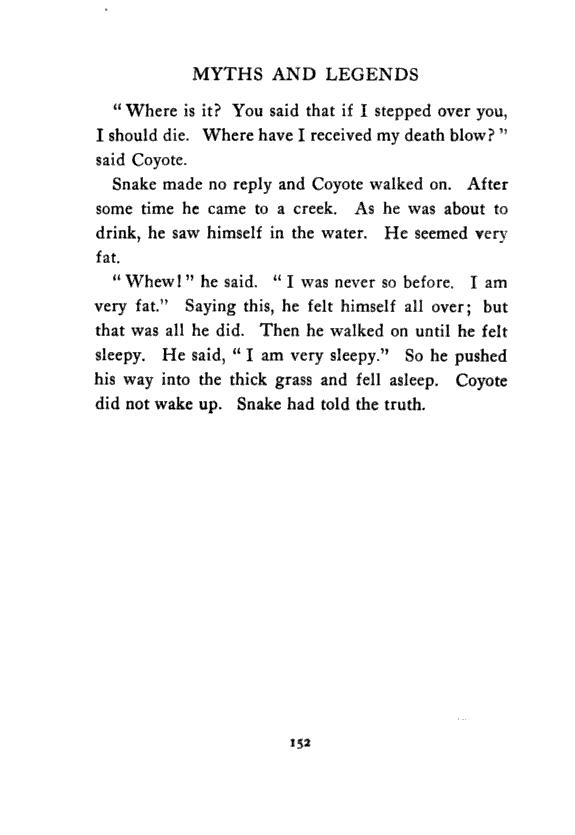 MYTHS AND LEGENDS
“ Where is it? You said that if I stepped over you,
I should die. Where have I received my death blow? ”
said Coyote.
Snake made no reply and Coyote walked on. After
some time he came to a creek. As he was about to
drink, he saw himself in the water. He seemed very
fat.
“ Whew! ” he said. “ I was never so before. I am
very fat.” Saying this, he felt himself all over; but
that was all he did. Then he walked on until he felt
sleepy. He said, “ I am very sleepy.” So he pushed
his way into the thick grass and fell asleep. Coyote
did not wake up. Snake had told the truth.
152